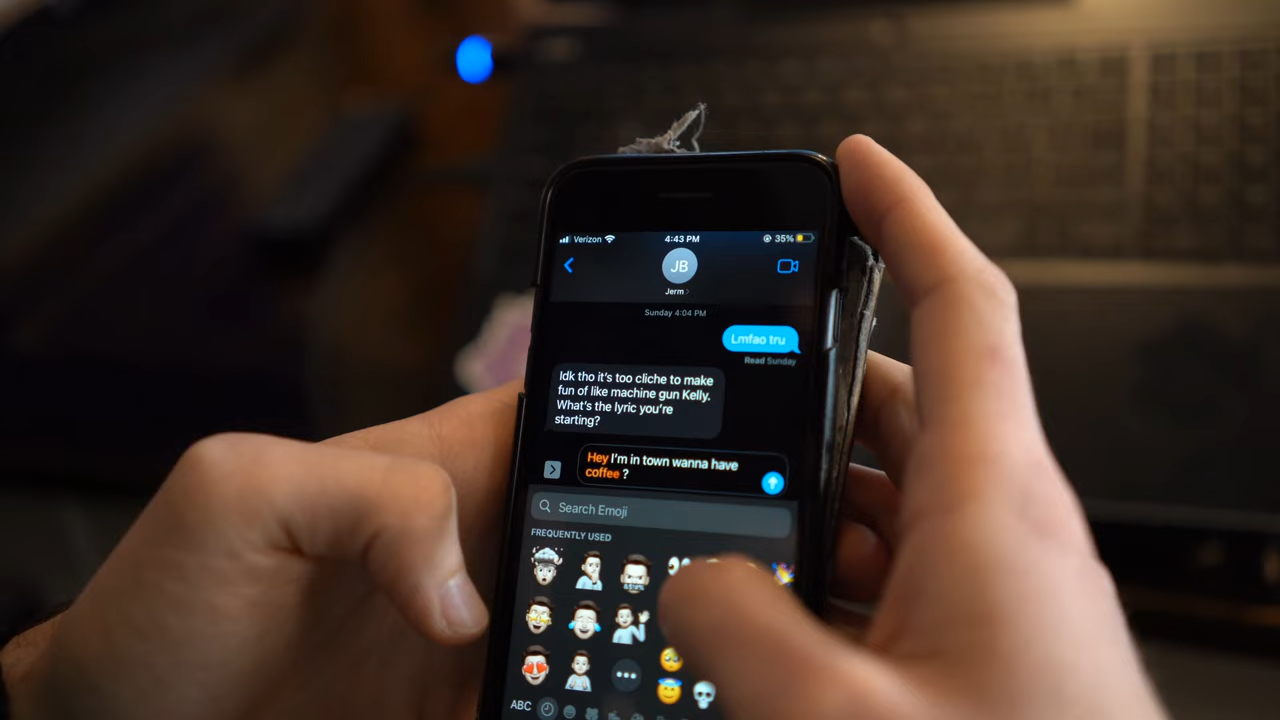 Verizon 4:43 PM 35%
JB
Jerm
Sunday 4:04 PM
Lmfao tru
Read Sunday
Idk tho it's too cliche to make
fun of like machine gun Kelly.
What's the lyric you're
starting?
Hey I'm in town wanna have
coffee ?
Search Emoji
FREQUENTLY USED
ABC